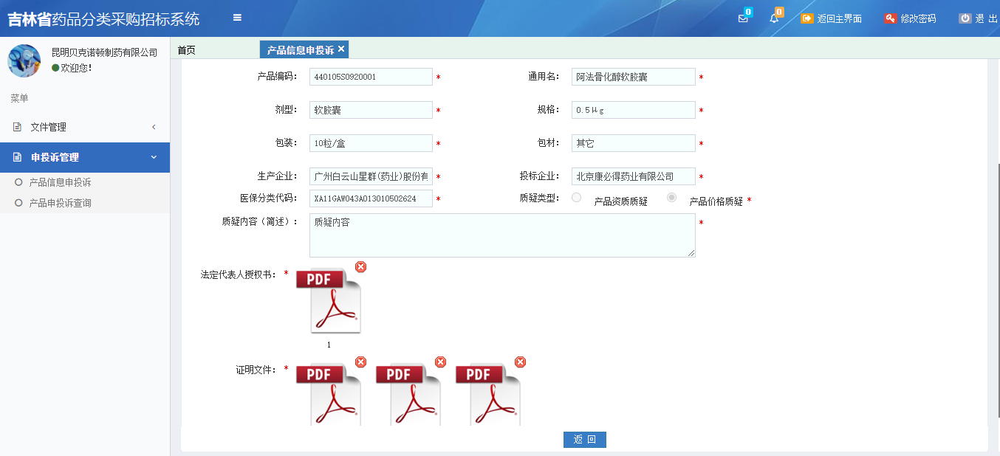 吉林省药品分类采购招标系统
0
0
返回主界面
修改密码
退 出
昆明贝克诺顿制药有限公司
欢迎您!
首页
产品信息申投诉
菜单
文件管理
申投诉管理
产品信息申投诉
产品申投诉查询
产品编码: 440105S0920001 * 通用名: 阿法骨化醇软胶囊 *
剂型: 软胶囊 * 规格: 0.5μg *
包装: 10粒/盒 * 包材: 其它 *
生产企业: 广州白云山星群(药业)股份有 * 投标企业: 北京康必得药业有限公司 *
医保分类代码: XA11GAW043A013010502624 * 质疑类型: 产品资质质疑 产品价格质疑 *
质疑内容(简述): 质疑内容 *
法定代表人授权书: * PDF
1
证明文件: * PDF PDF PDF
返 回